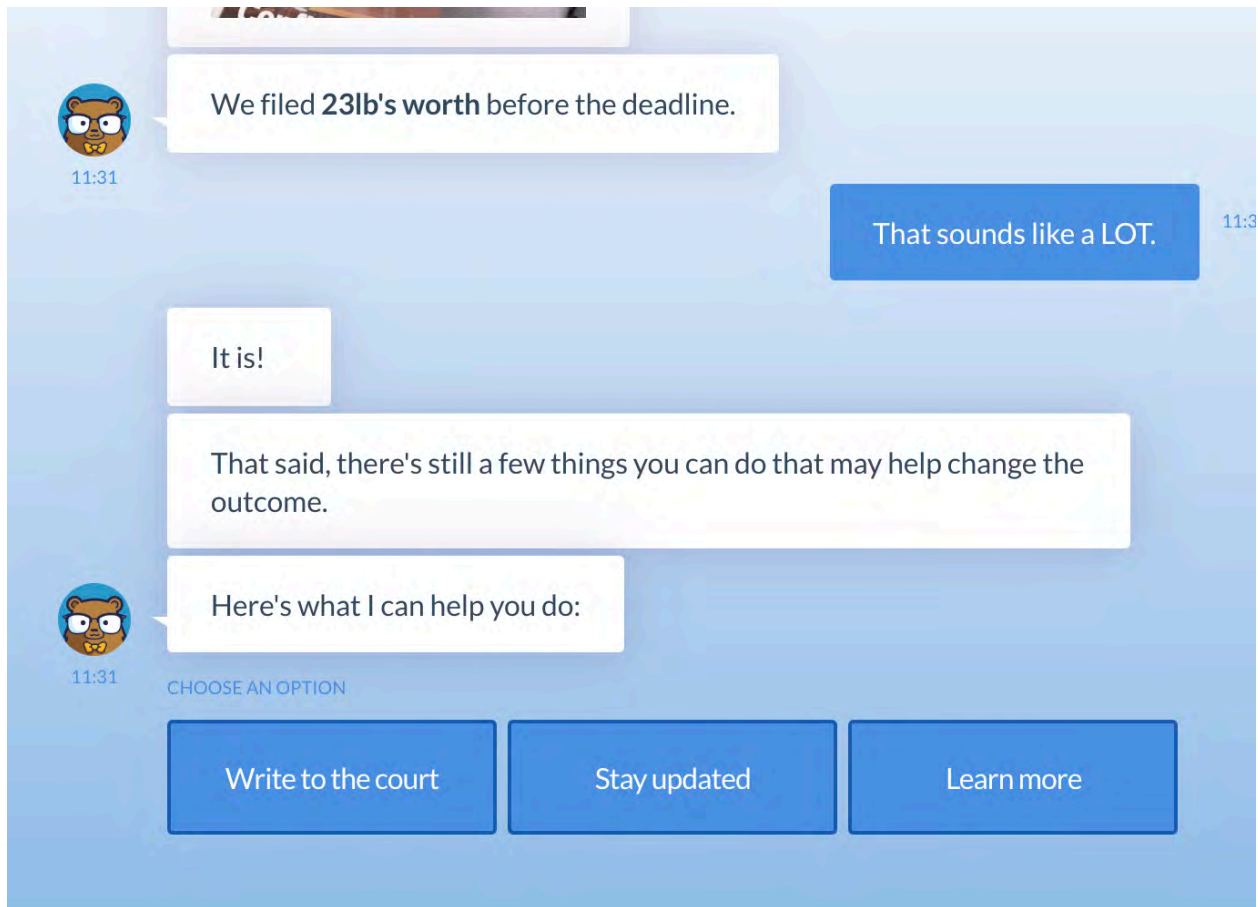 We filed 23lb's worth before the deadline.
11:31
That sounds like a LOT.
It is!
That said, there's still a few things you can do that may help change the
outcome.
Here's what I can help you do:
11:31
CHOOSE AN OPTION
Write to the court
Stay updated
Learn more